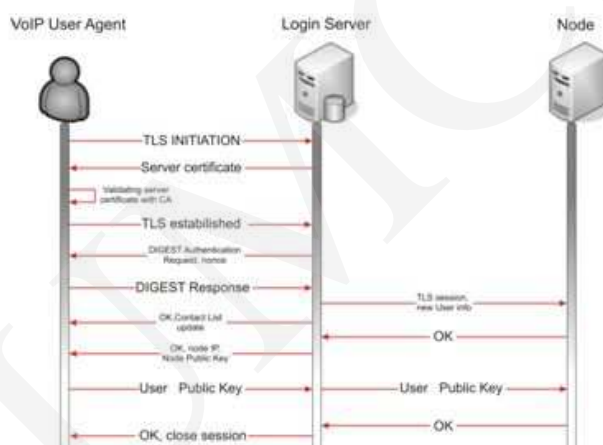 VoIP User Agent
Login Server
Node
TLS INITIATION
Server certificate
Validating server
certificate with CA
TLS estabilished
DIGEST Authentication
Request, nonce
DIGEST Response
TLS session,
new User info
OK,Contact List
update
OK
OK, node IP,
Node Public Key
User Public Key
User Public Key
OK
OK, close session